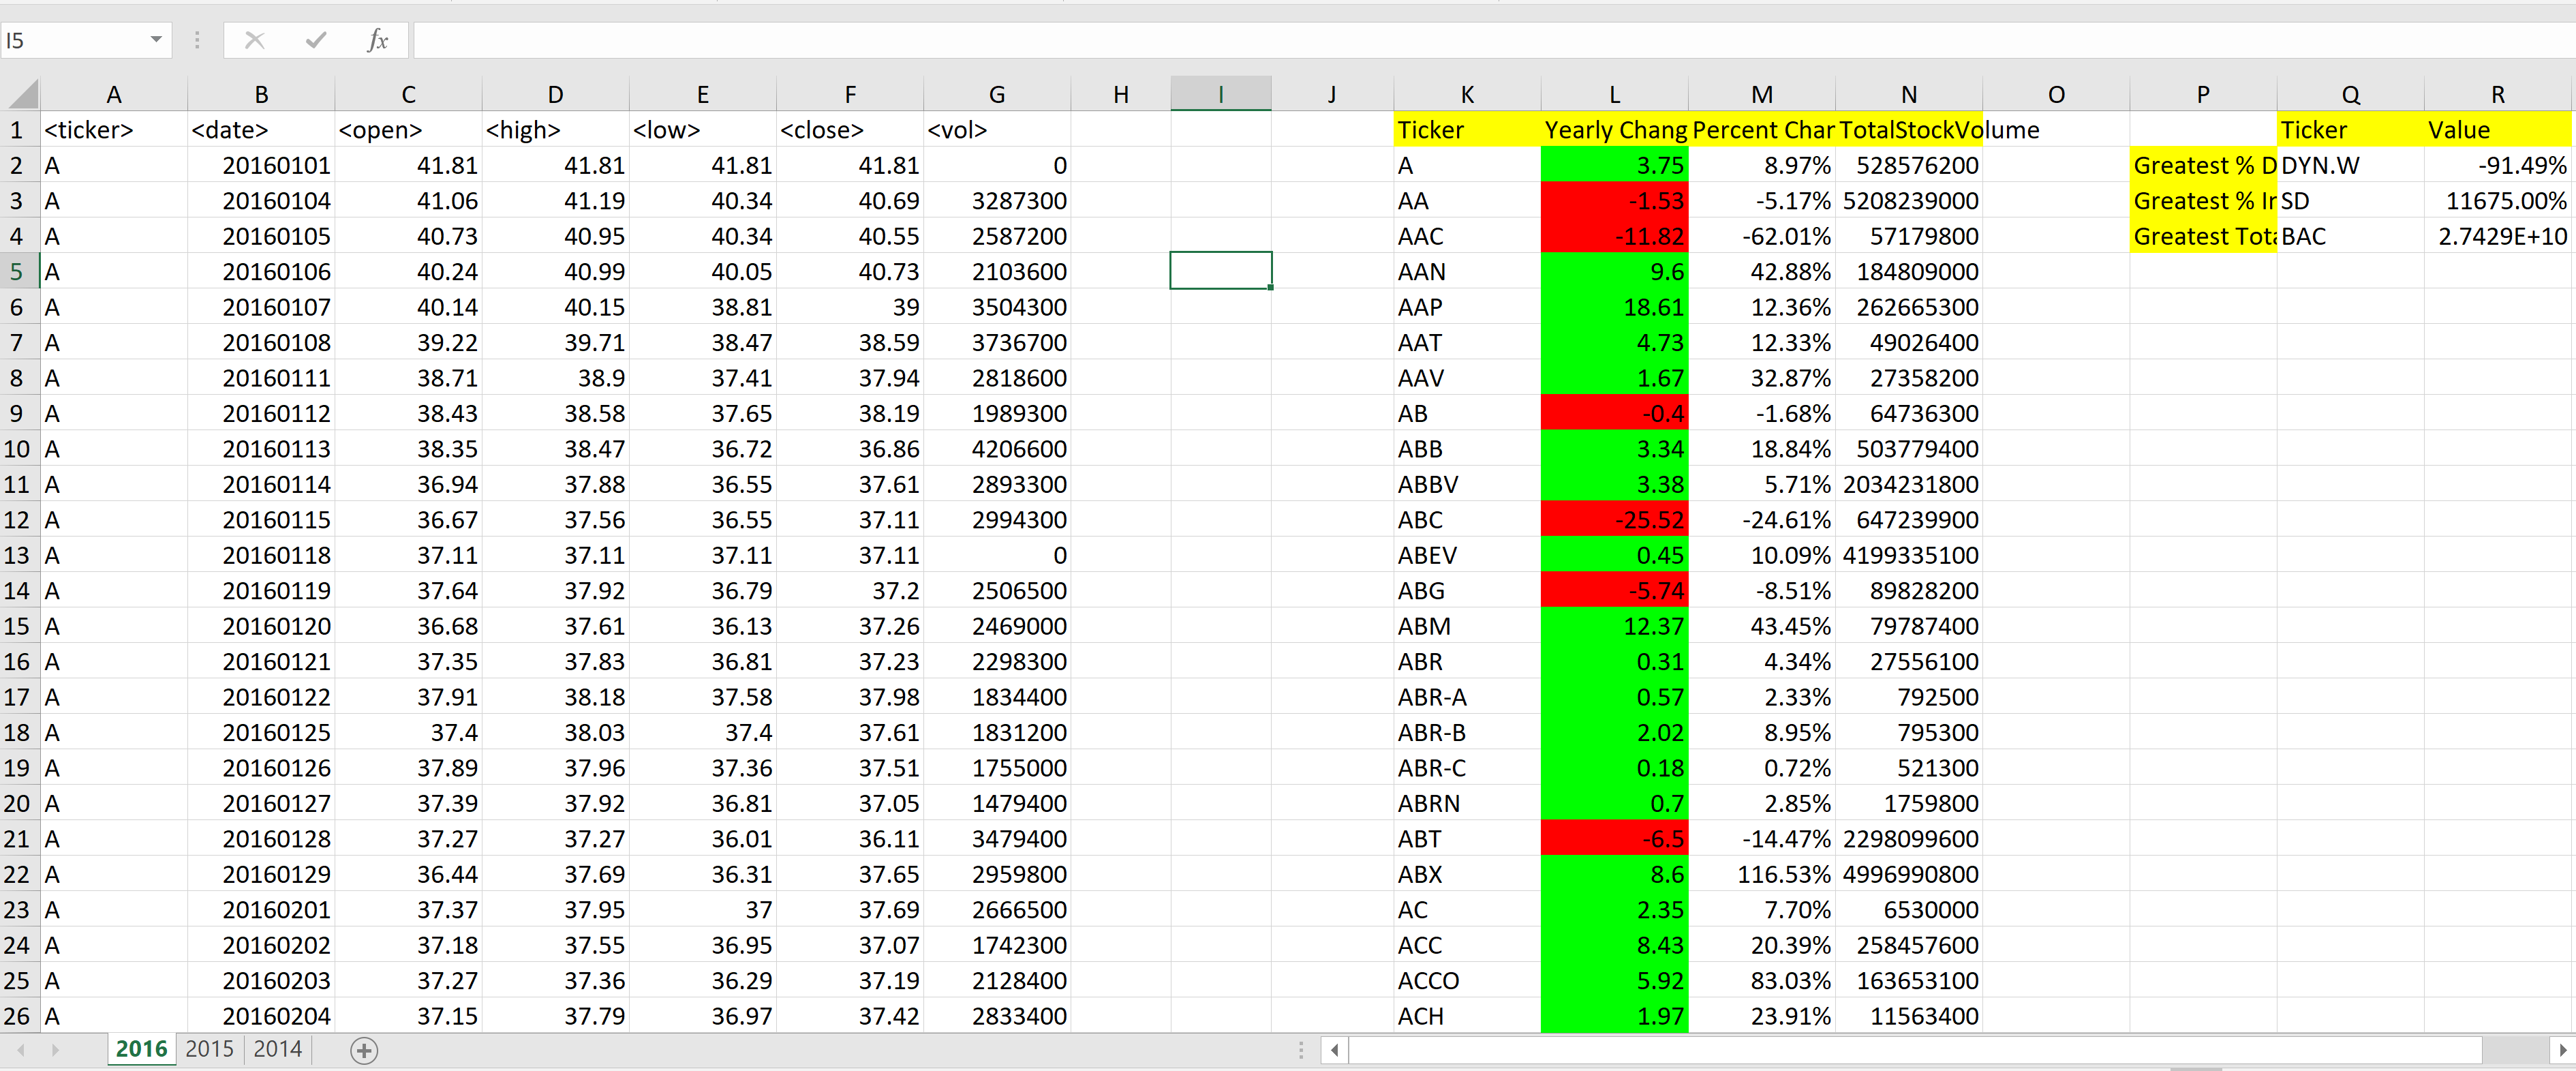 I5 fx
A B C D E F G H I J K L M N O P Q R
1 <ticker> <date> <open> <high> <low> <close> <vol> Ticker Yearly Chang Percent Char TotalStockVolume Ticker Value
2 A 20160101 41.81 41.81 41.81 41.81 0 A 3.75 8.97% 528576200 Greatest % D DYN.W -91.49%
3 A 20160104 41.06 41.19 40.34 40.69 3287300 AA -1.53 -5.17% 5208239000 Greatest % Ir SD 11675.00%
4 A 20160105 40.73 40.95 40.34 40.55 2587200 AAC -11.82 -62.01% 57179800 Greatest Tota BAC 2.7429E+10
5 A 20160106 40.24 40.99 40.05 40.73 2103600 AAN 9.6 42.88% 184809000
6 A 20160107 40.14 40.15 38.81 39 3504300 AAP 18.61 12.36% 262665300
7 A 20160108 39.22 39.71 38.47 38.59 3736700 AAT 4.73 12.33% 49026400
8 A 20160111 38.71 38.9 37.41 37.94 2818600 AAV 1.67 32.87% 27358200
9 A 20160112 38.43 38.58 37.65 38.19 1989300 AB -0.4 -1.68% 64736300
10 A 20160113 38.35 38.47 36.72 36.86 4206600 ABB 3.34 18.84% 503779400
11 A 20160114 36.94 37.88 36.55 37.61 2893300 ABBV 3.38 5.71% 2034231800
12 A 20160115 36.67 37.56 36.55 37.11 2994300 ABC -25.52 -24.61% 647239900
13 A 20160118 37.11 37.11 37.11 37.11 0 ABEV 0.45 10.09% 4199335100
14 A 20160119 37.64 37.92 36.79 37.2 2506500 ABG -5.74 -8.51% 89828200
15 A 20160120 36.68 37.61 36.13 37.26 2469000 ABM 12.37 43.45% 79787400
16 A 20160121 37.35 37.83 36.81 37.23 2298300 ABR 0.31 4.34% 27556100
17 A 20160122 37.91 38.18 37.58 37.98 1834400 ABR-A 0.57 2.33% 792500
18 A 20160125 37.4 38.03 37.4 37.61 1831200 ABR-B 2.02 8.95% 795300
19 A 20160126 37.89 37.96 37.36 37.51 1755000 ABR-C 0.18 0.72% 521300
20 A 20160127 37.39 37.92 36.81 37.05 1479400 ABRN 0.7 2.85% 1759800
21 A 20160128 37.27 37.27 36.01 36.11 3479400 ABT -6.5 -14.47% 2298099600
22 A 20160129 36.44 37.69 36.31 37.65 2959800 ABX 8.6 116.53% 4996990800
23 A 20160201 37.37 37.95 37 37.69 2666500 AC 2.35 7.70% 6530000
24 A 20160202 37.18 37.55 36.95 37.07 1742300 ACC 8.43 20.39% 258457600
25 A 20160203 37.27 37.36 36.29 37.19 2128400 ACCO 5.92 83.03% 163653100
26 A 20160204 37.15 37.79 36.97 37.42 2833400 ACH 1.97 23.91% 11563400
2016 2015 2014